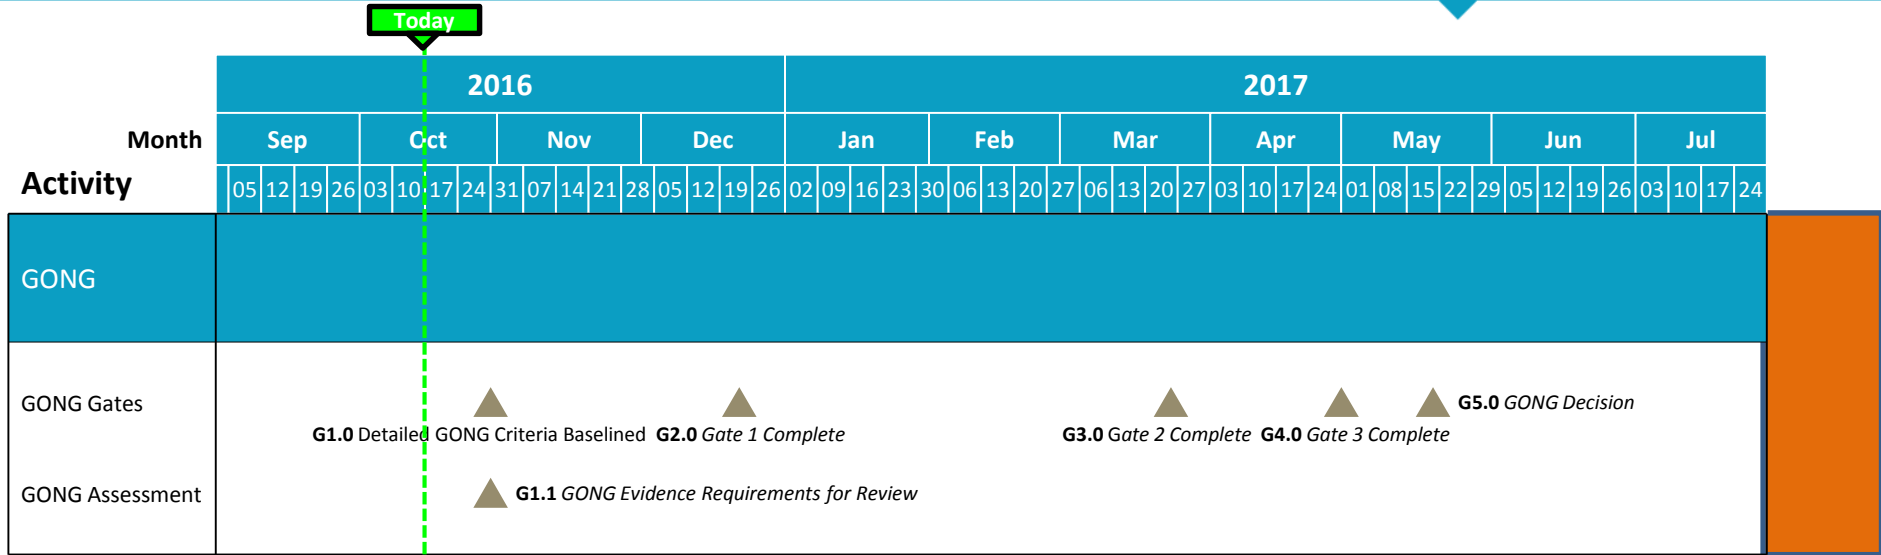 Today
2016 2017
Month Sep Oct Nov Dec Jan Feb Mar Apr May Jun Jul
Activity 05 12 19 26 03 10 17 24 31 07 14 21 28 05 12 19 26 02 09 16 23 30 06 13 20 27 06 13 20 27 03 10 17 24 01 08 15 22 29 05 12 19 26 03 10 17 24
GONG
GONG Gates G5.0 GONG Decision
G1.0 Detailed GONG Criteria Baselined G2.0 Gate 1 Complete G3.0 Gate 2 Complete G4.0 Gate 3 Complete
GONG Assessment G1.1 GONG Evidence Requirements for Review